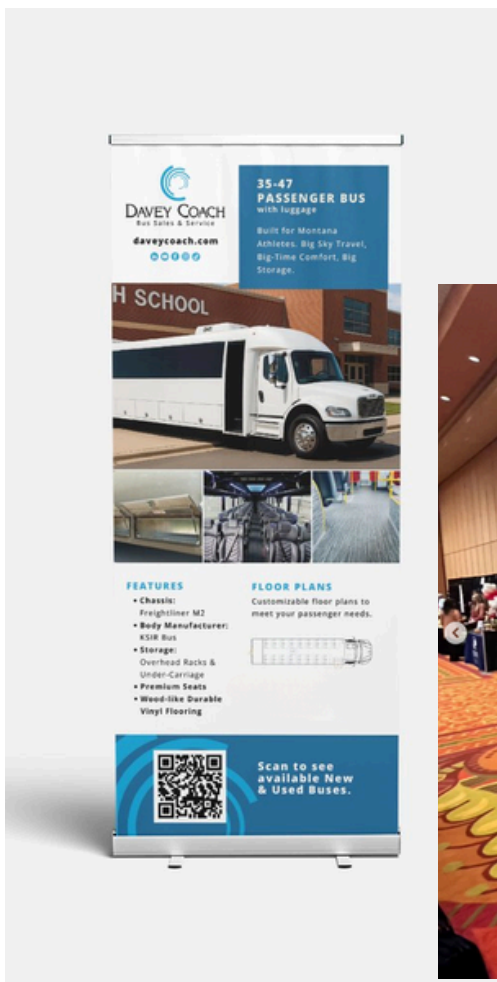 DAVEY COACH
Bus Sales & Service
daveycoach.com
35-47
PASSENGER BUS
with luggage
Built for Montana
Athletes. Big Sky Travel,
Big-Time Comfort, Big
Storage.
H SCHOOL
FEATURES
• Chassis:
Freightliner M2
• Body Manufacturer:
KSIR Bus
• Storage:
Overhead Racks &
Under-Carriage
• Premium Seats
• Wood-like Durable
Vinyl Flooring
FLOOR PLANS
Customizable floor plans to
meet your passenger needs.
Scan to see
available New
& Used Buses.